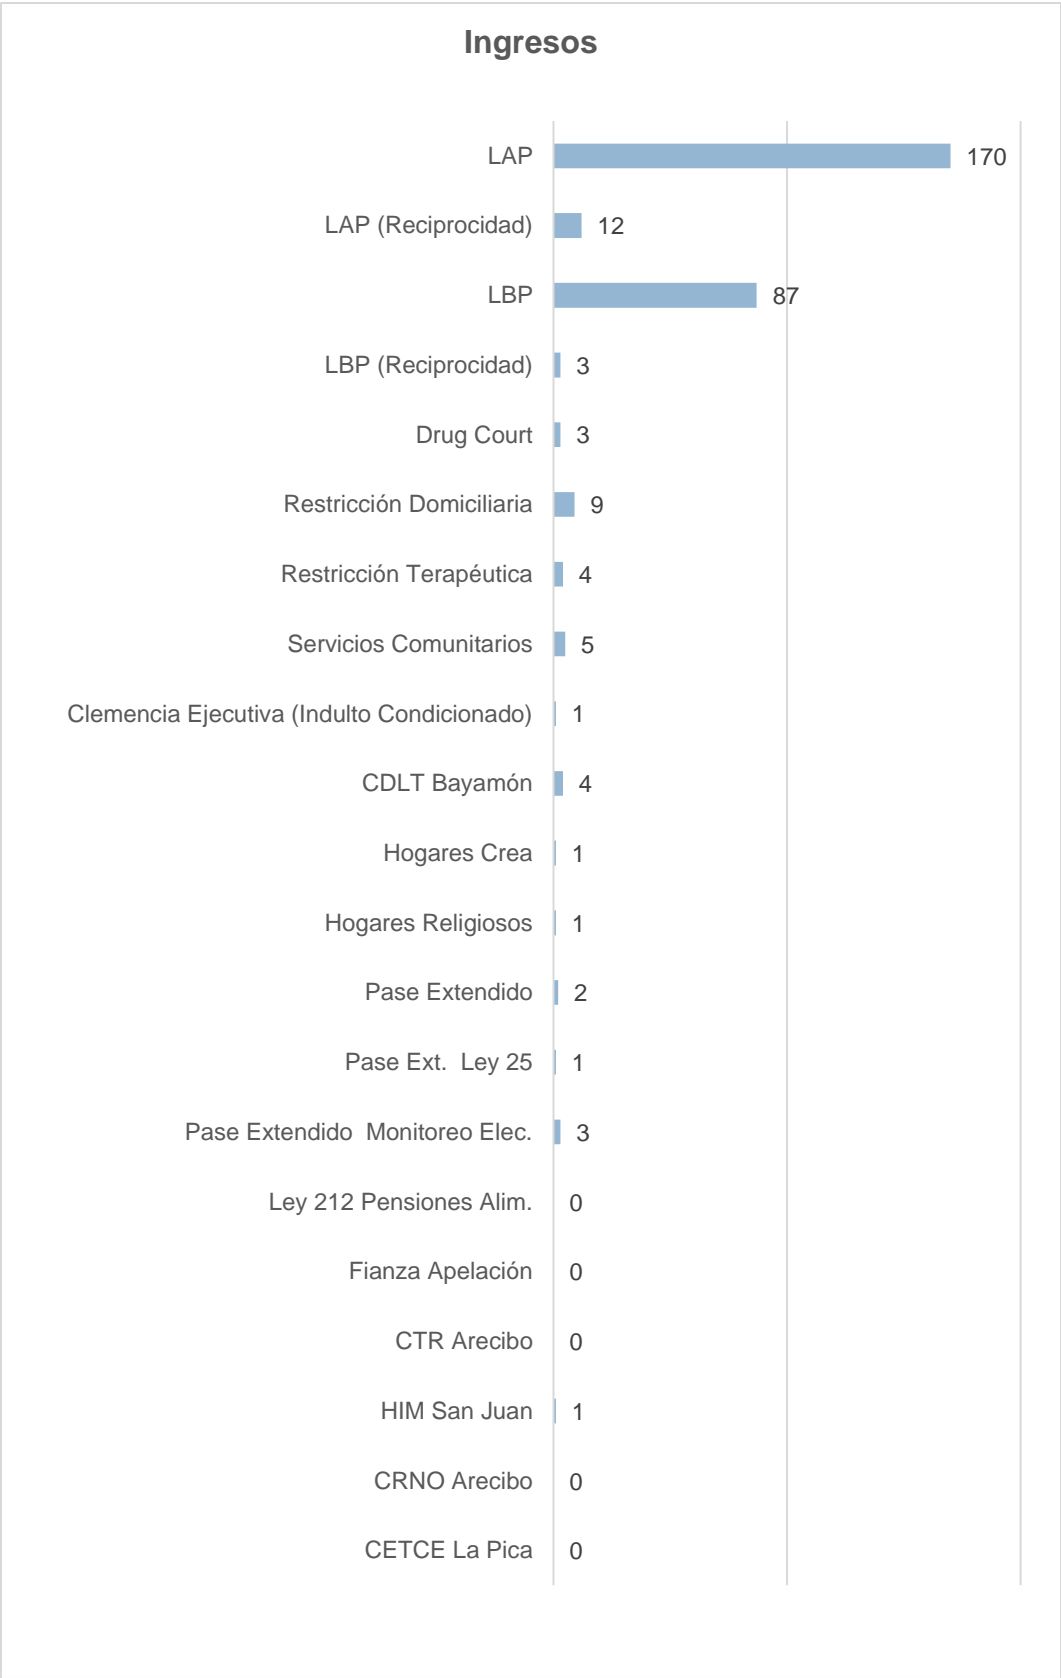 Ingresos
LAP 170
LAP (Reciprocidad) 12
LBP 87
LBP (Reciprocidad) 3
Drug Court 3
Restricción Domiciliaria 9
Restricción Terapéutica 4
Servicios Comunitarios 5
Clemencia Ejecutiva (Indulto Condicionado) 1
CDLT Bayamón 4
Hogares Crea 1
Hogares Religiosos 1
Pase Extendido 2
Pase Ext.  Ley 25 1
Pase Extendido  Monitoreo Elec. 3
Ley 212 Pensiones Alim. 0
Fianza Apelación 0
CTR Arecibo 0
HIM San Juan 1
CRNO Arecibo 0
CETCE La Pica 0